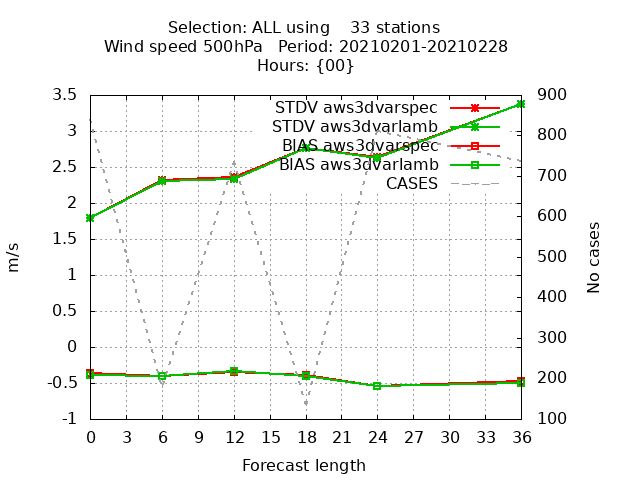 Selection: ALL using    33 stations
Wind speed 500hPa   Period: 20210201-20210228
Hours: {00}
STDV aws3dvarspec
STDV aws3dvarlamb
BIAS aws3dvarspec
BIAS aws3dvarlamb
CASES
3.5
3
2.5
2
1.5
1
0.5
0
-0.5
-1
m/s
900
800
700
600
500
400
300
200
100
No cases
0 3 6 9 12 15 18 21 24 27 30 33 36
Forecast length